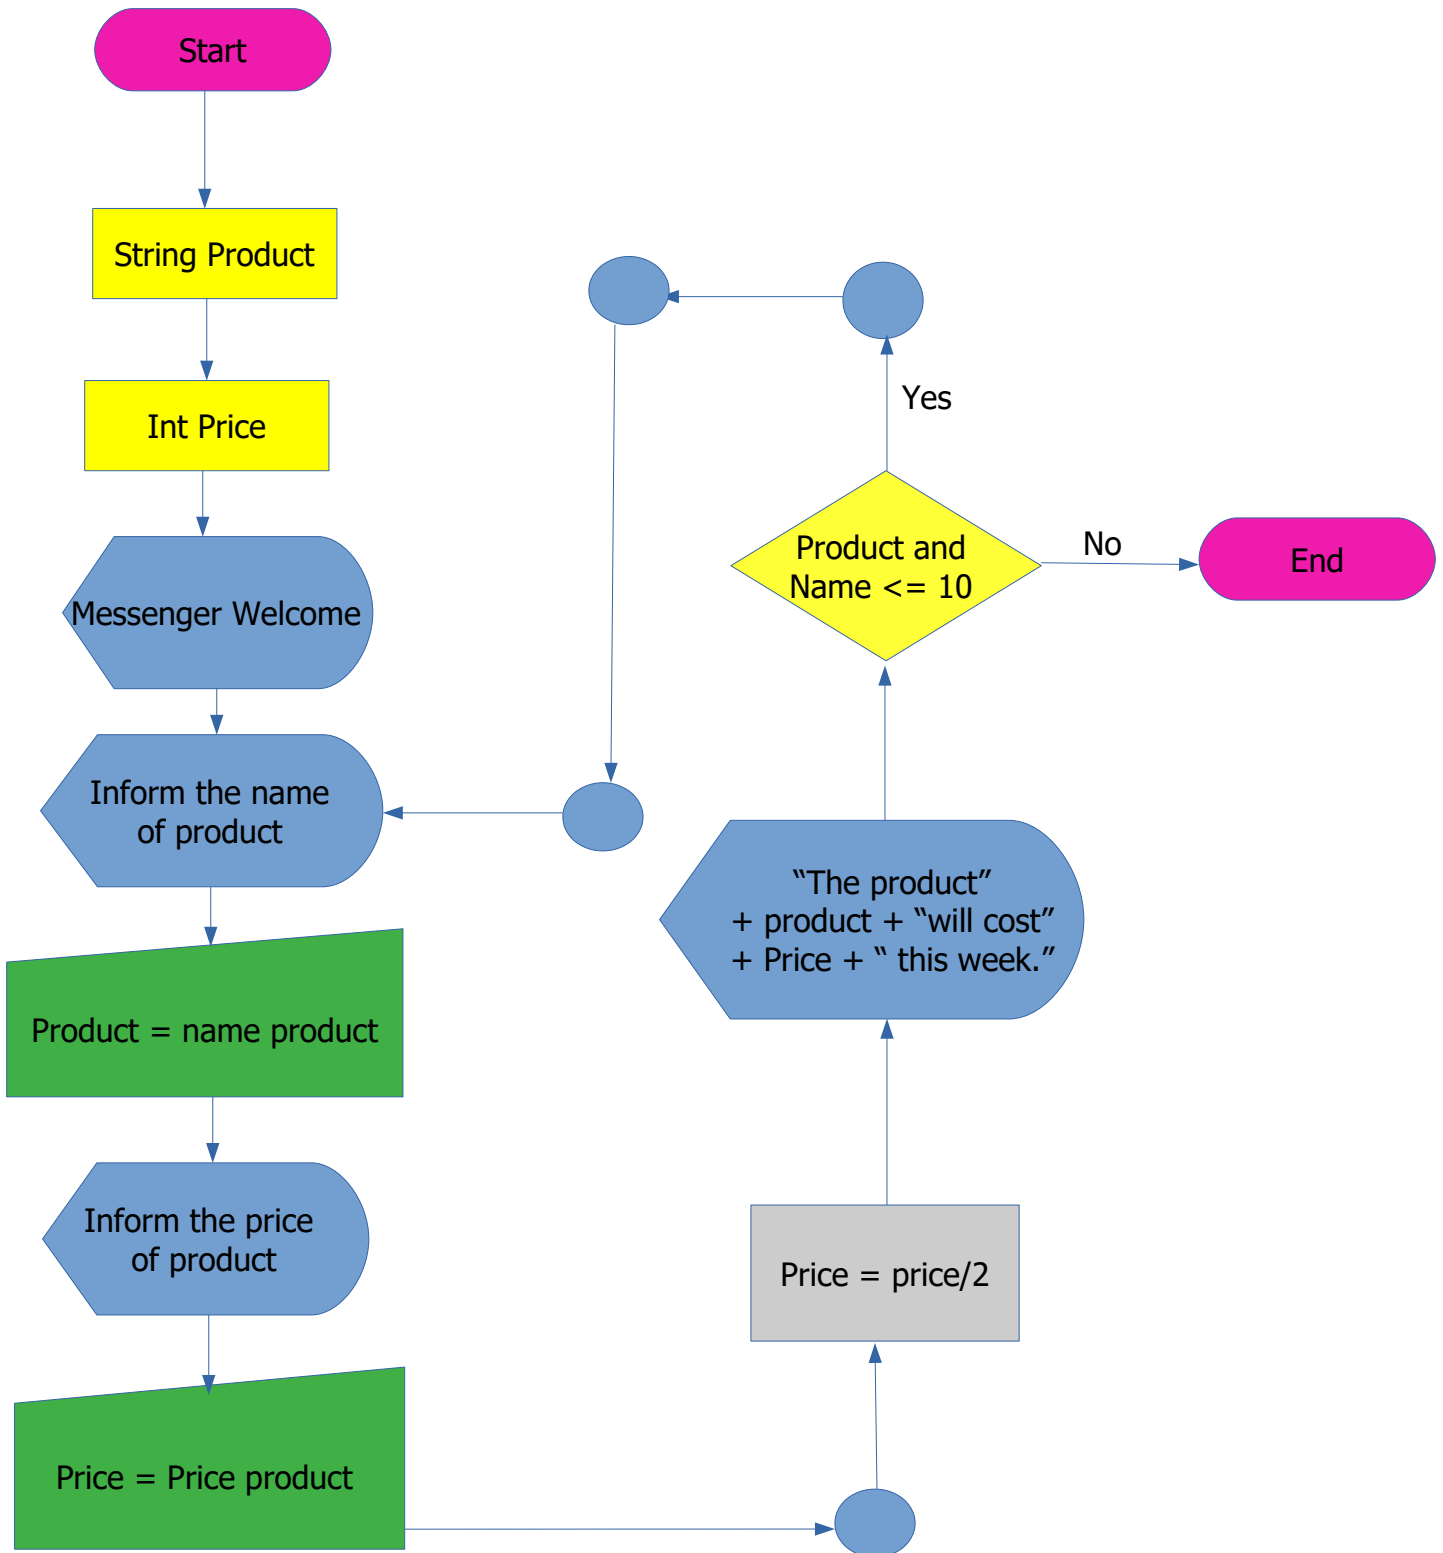 Start
String Product
Int Price
Messenger Welcome
Inform the name
of product
Product = name product
Inform the price
of product
Price = Price product
Price = price/2
“The product”
+ product + “will cost”
+ Price + “ this week.”
Product and
Name <= 10
Yes
No
End